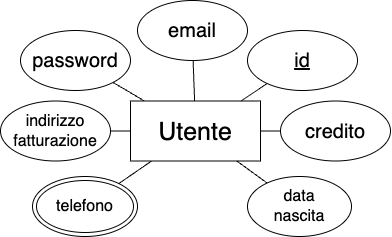 email
password
id
indirizzo
fatturazione
Utente
credito
telefono
data
nascita